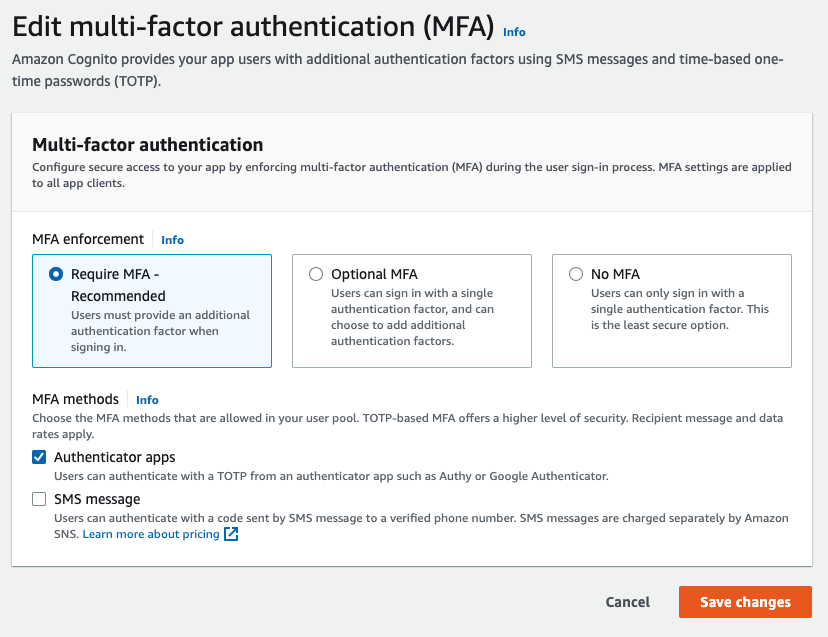 Edit multi-factor authentication (MFA) Info
Amazon Cognito provides your app users with additional authentication factors using SMS messages and time-based one-
time passwords (TOTP).
Multi-factor authentication
Configure secure access to your app by enforcing multi-factor authentication (MFA) during the user sign-in process. MFA settings are applied
to all app clients.
MFA enforcement Info
Require MFA -
Recommended
Users must provide an additional
authentication factor when
signing in.
Optional MFA
Users can sign in with a single
authentication factor, and can
choose to add additional
authentication factors.
No MFA
Users can only sign in with a
single authentication factor. This
is the least secure option.
MFA methods Info
Choose the MFA methods that are allowed in your user pool. TOTP-based MFA offers a higher level of security. Recipient message and data
rates apply.
Authenticator apps
Users can authenticate with a TOTP from an authenticator app such as Authy or Google Authenticator.
SMS message
Users can authenticate with a code sent by SMS message to a verified phone number. SMS messages are charged separately by Amazon
SNS. Learn more about pricing
Cancel
Save changes